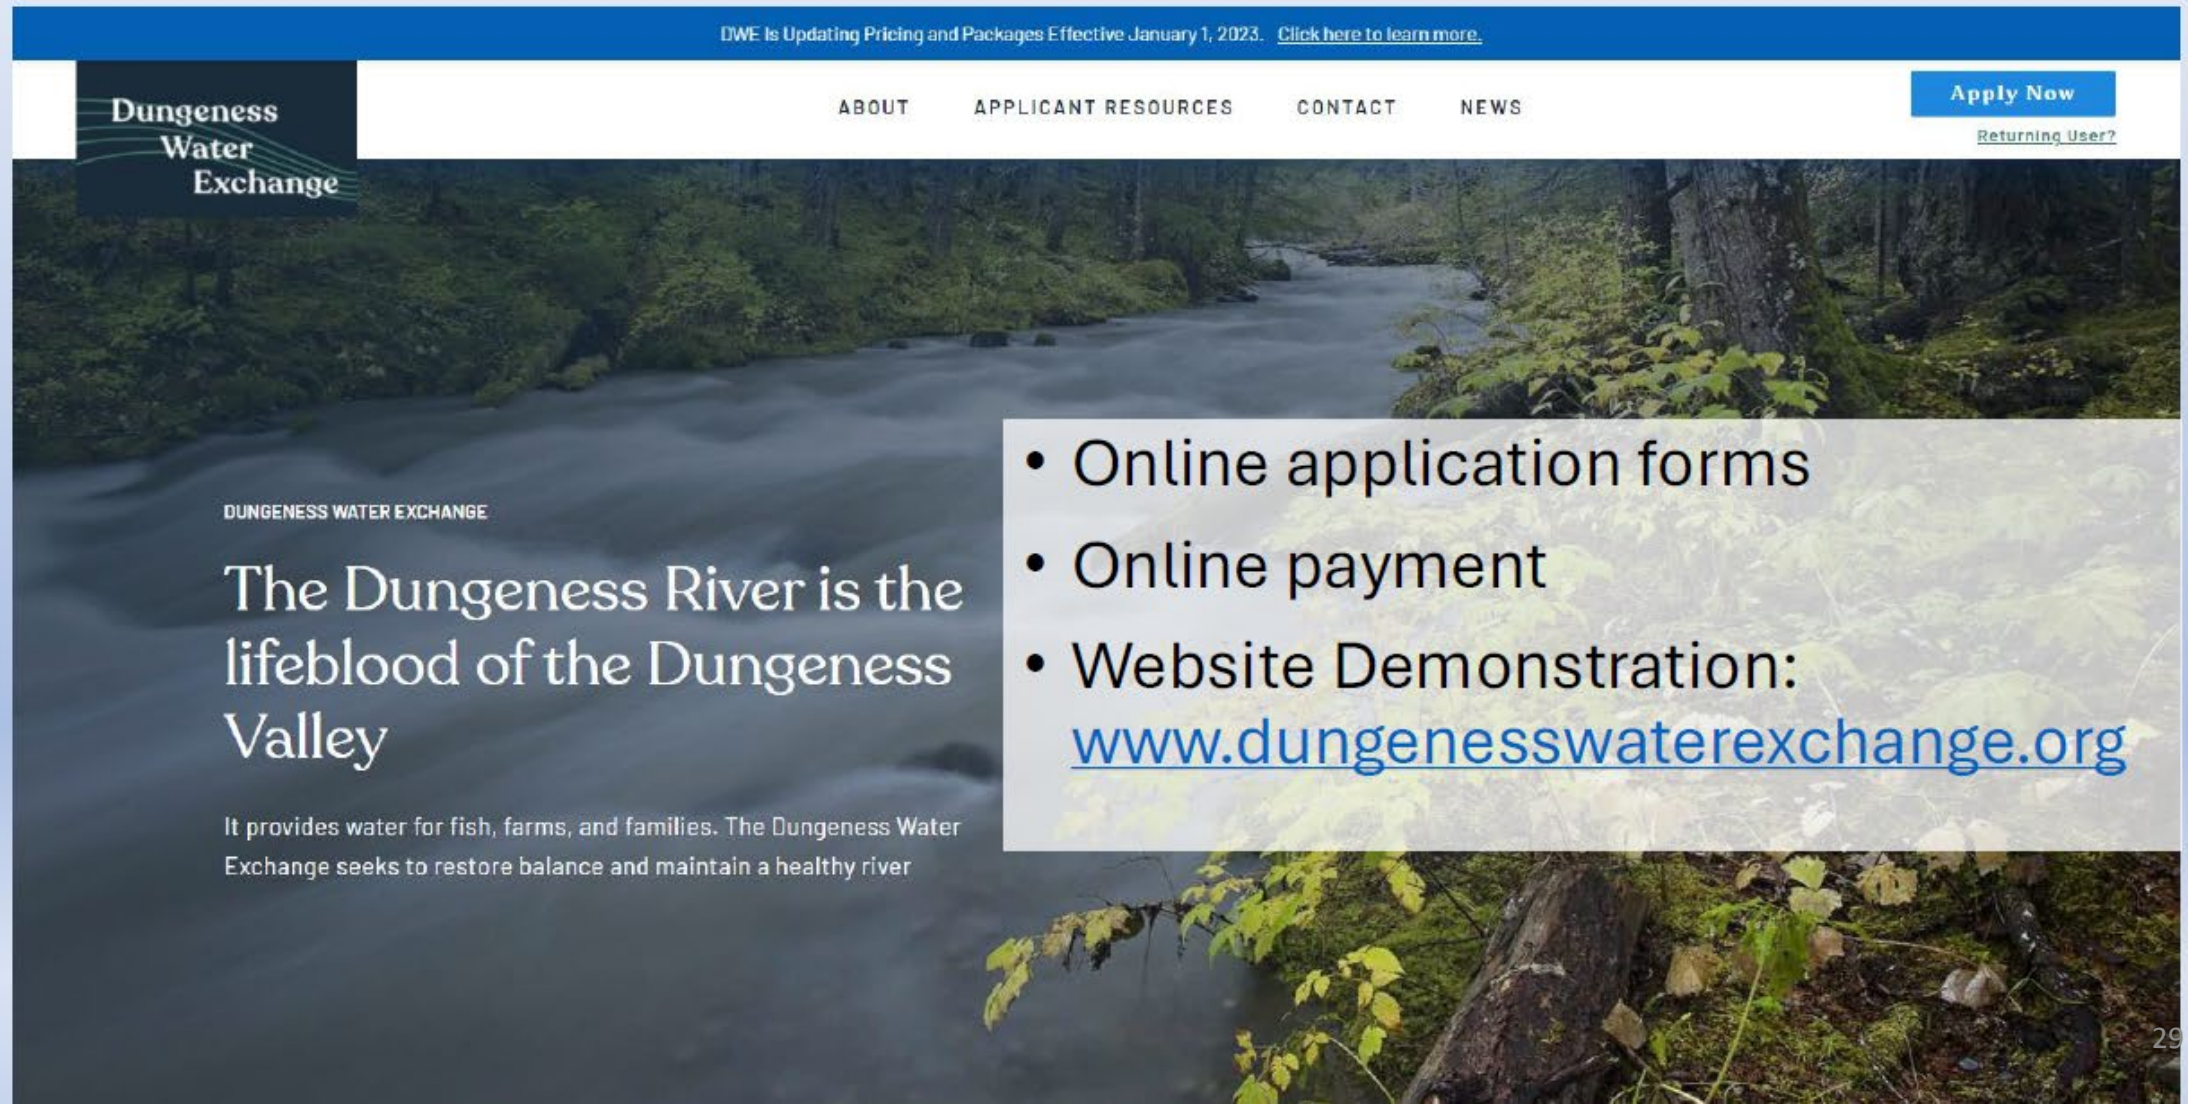 DWE Is Updating Pricing and Packages Effective January 1, 2023. Click here to learn more.
Dungeness
Water
Exchange
ABOUT APPLICANT RESOURCES CONTACT NEWS
Apply Now
Returning User?
DUNGENESS WATER EXCHANGE
The Dungeness River is the
lifeblood of the Dungeness
Valley
It provides water for fish, farms, and families. The Dungeness Water
Exchange seeks to restore balance and maintain a healthy river
• Online application forms
• Online payment
• Website Demonstration:
www.dungenesswaterexchange.org
29